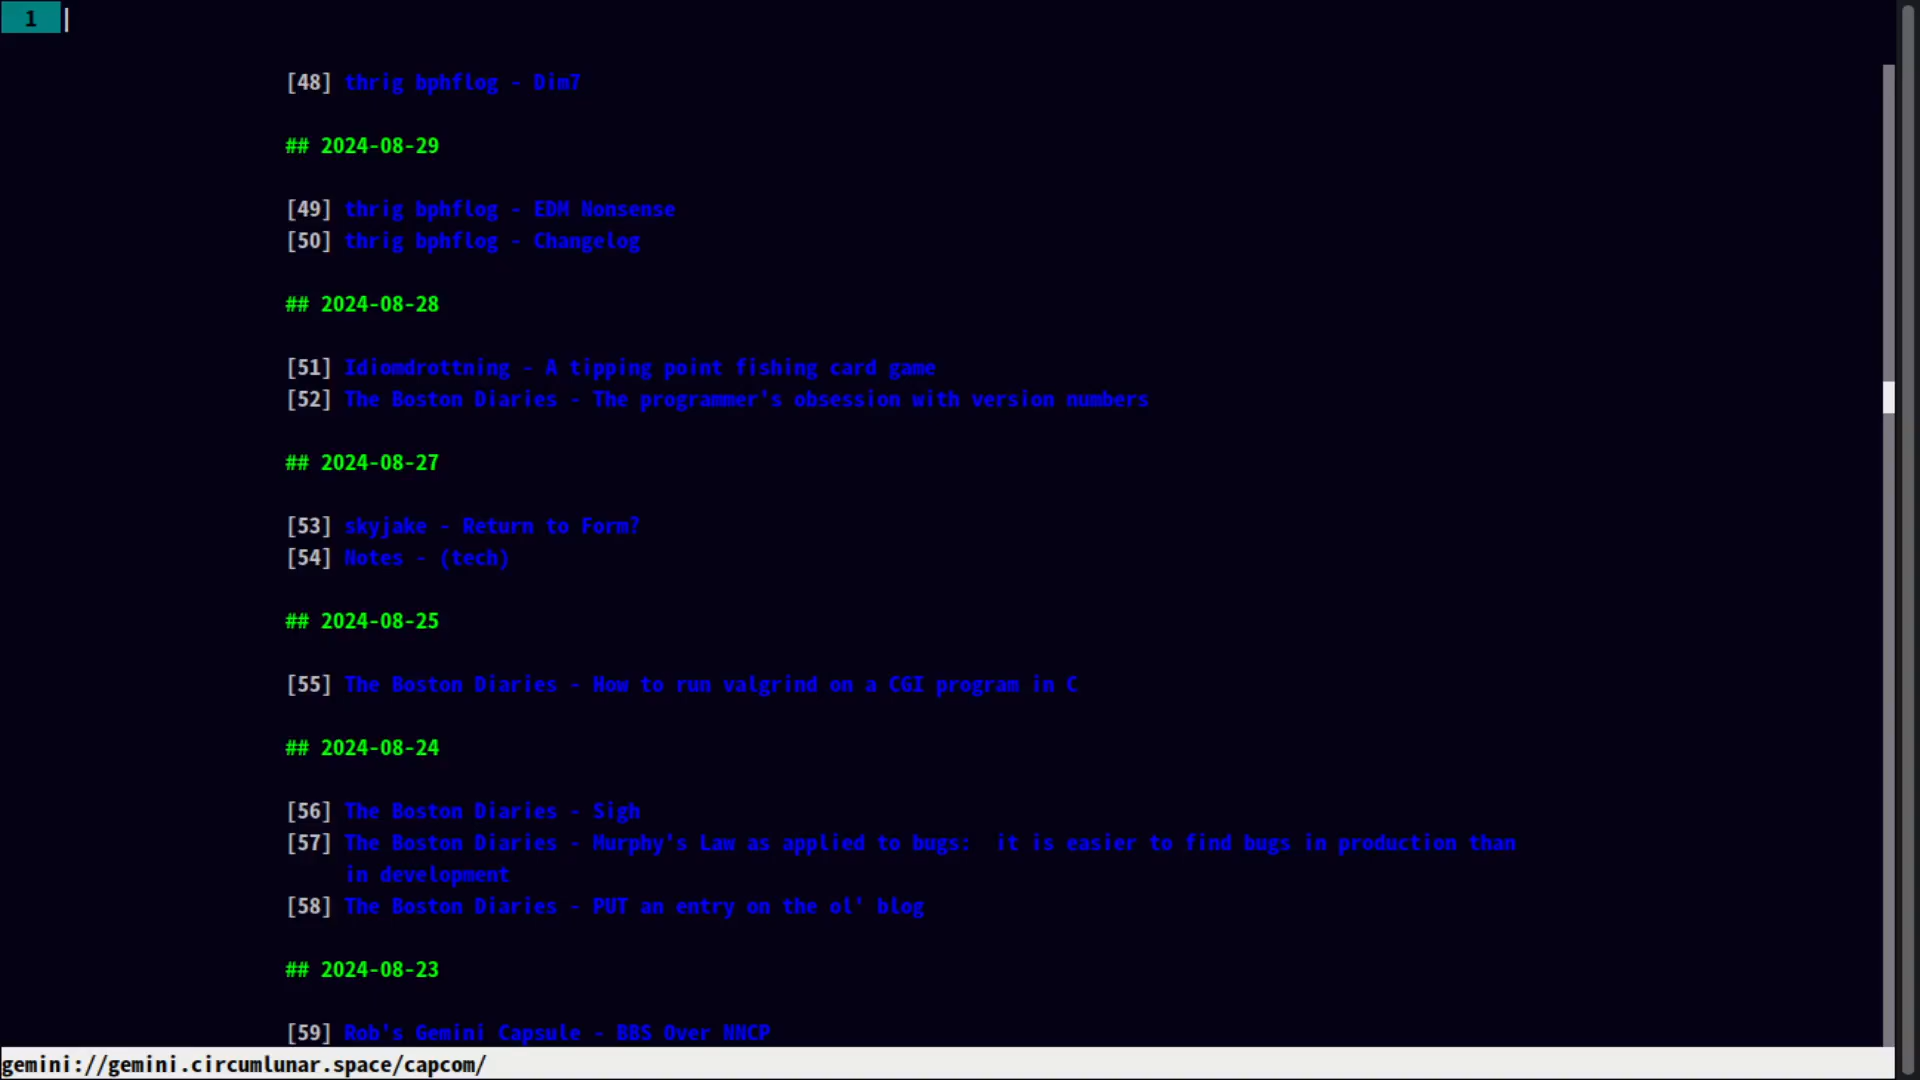 1
[48] thrig bphflog - Dim7
## 2024-08-29
[49] thrig bphflog - EDM Nonsense
[50] thrig bphflog - Changelog
## 2024-08-28
[51] Idiomdrottning - A tipping point fishing card game
[52] The Boston Diaries - The programmer's obsession with version numbers
## 2024-08-27
[53] skyjake - Return to Form?
[54] Notes - (tech)
## 2024-08-25
[55] The Boston Diaries - How to run valgrind on a CGI program in C
## 2024-08-24
[56] The Boston Diaries - Sigh
[57] The Boston Diaries - Murphy's Law as applied to bugs:  it is easier to find bugs in production than
in development
[58] The Boston Diaries - PUT an entry on the ol' blog
## 2024-08-23
[59] Rob's Gemini Capsule - BBS Over NNCP
gemini://gemini.circumlunar.space/capcom/